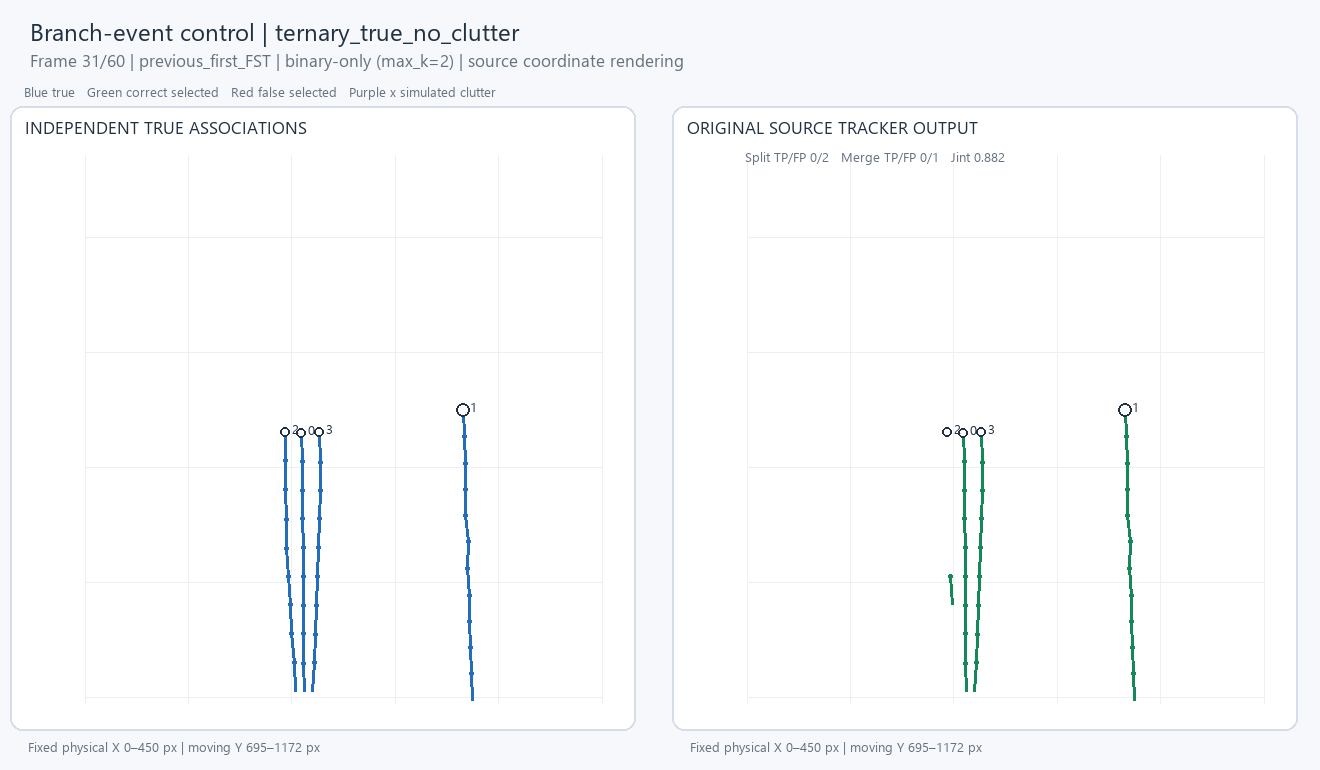 Branch-event control | ternary_true_no_clutter
Frame 31/60 | previous_first_FST | binary-only (max_k=2) | source coordinate rendering
Blue true   Green correct selected   Red false selected   Purple x simulated clutter
INDEPENDENT TRUE ASSOCIATIONS
2 0 3
1
Fixed physical X 0–450 px | moving Y 695–1172 px
ORIGINAL SOURCE TRACKER OUTPUT
Split TP/FP 0/2   Merge TP/FP 0/1   Jint 0.882
2 0 3
1
Fixed physical X 0–450 px | moving Y 695–1172 px